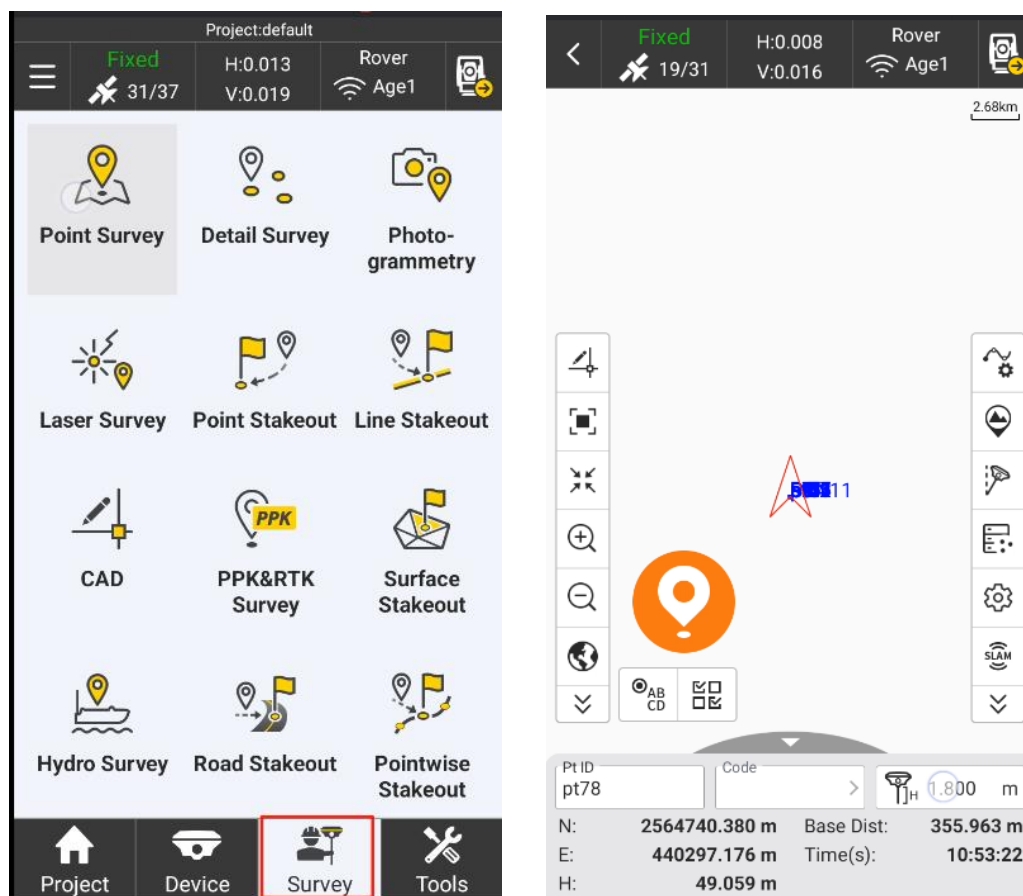 Project:default
Fixed
31/37
H:0.013
V:0.019
Rover
Age1
Point Survey
Detail Survey
Photo-
grammetry
Laser Survey
Point Stakeout
Line Stakeout
CAD
PPK
PPK&RTK
Survey
Surface
Stakeout
Hydro Survey
Road Stakeout
Pointwise
Stakeout
Project
Device
Survey
Tools
Fixed
19/31
H:0.008
V:0.016
Rover
Age1
2.68km
11
SLAM
AB
CD
Pt ID
pt78
Code
H
1.800 m
N: 2564740.380 m Base Dist: 355.963 m
E: 440297.176 m Time(s): 10:53:22
H: 49.059 m